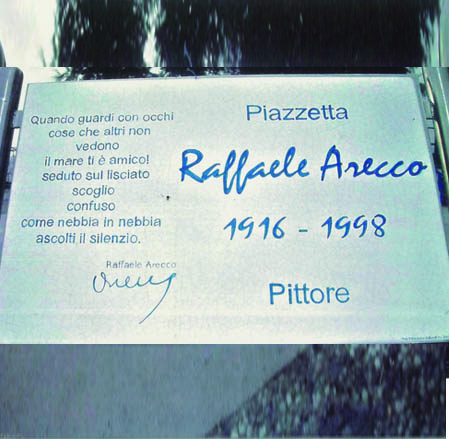 Quando guardi con occhi
cose che altri non
vedono
il mare ti è amico!
seduto sul lisciato
scoglio
confuso
come nebbia in nebbia
ascolti il silenzio.
Raffaele Arecco
Piazzetta
Raffaele Arecco
1916 - 1998
Pittore